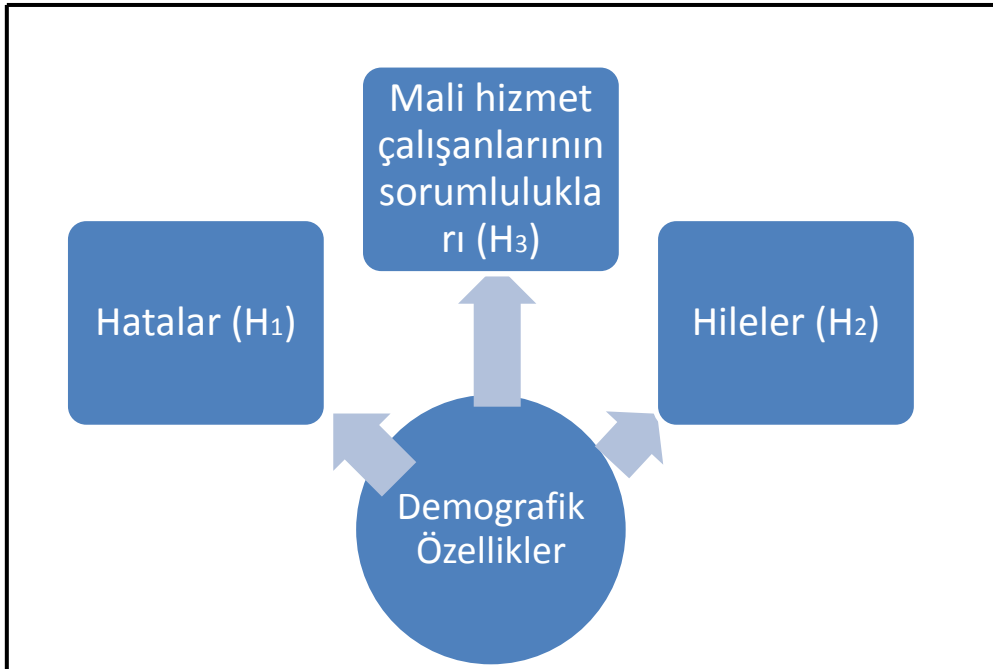 Mali hizmet
çalışanlarının
sorumlulukla
rı (H3)
Hatalar (H1)
Hileler (H2)
Demografik
Özellikler